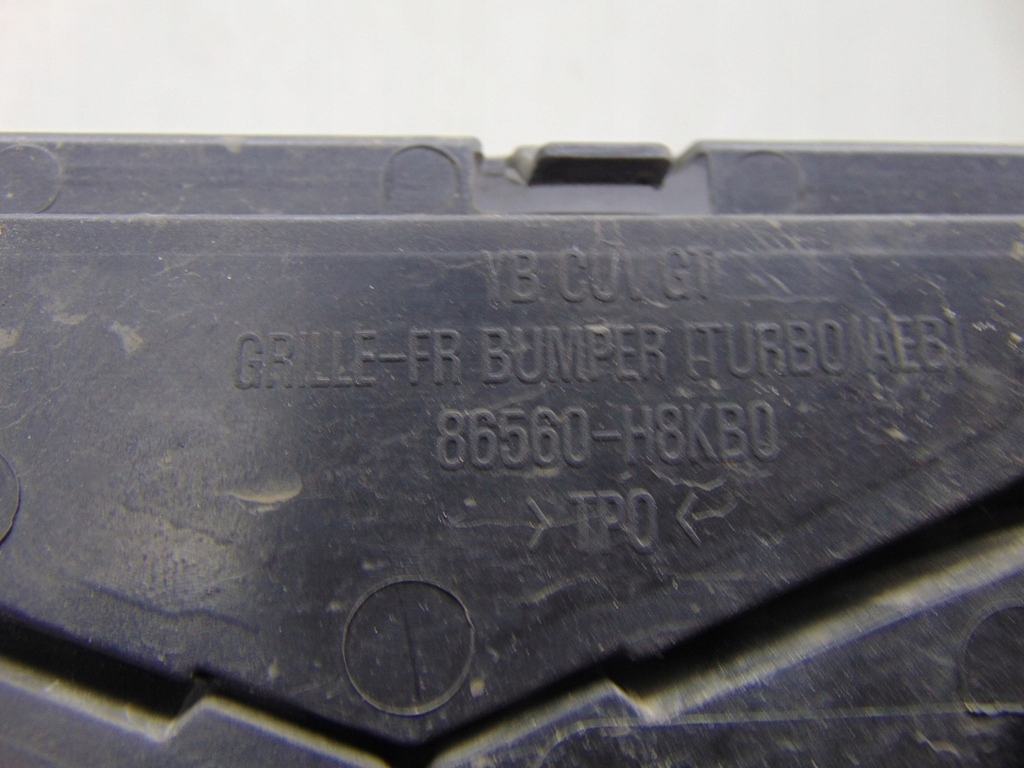 YB CUV GT
GRILLE-FR BUMPER (TURBO/AEB)
86560-H8KB0
>TPO<